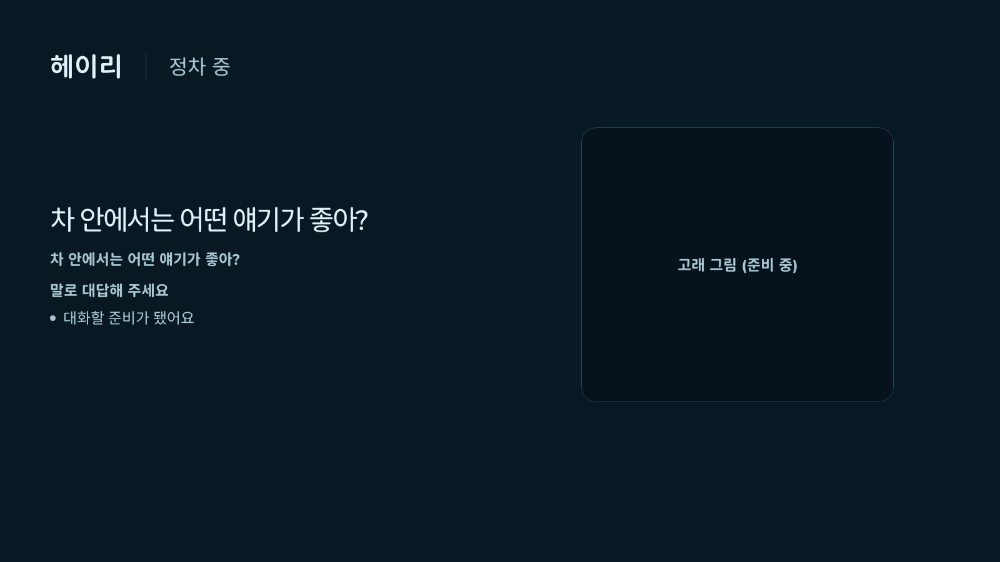 헤이리
정차 중
차 안에서는 어떤 얘기가 좋아?
차 안에서는 어떤 얘기가 좋아?
말로 대답해 주세요
• 대화할 준비가 됐어요
고래 그림 (준비 중)